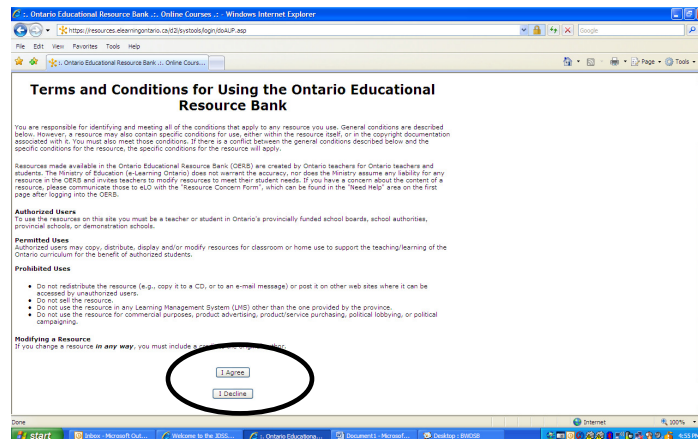 :. Ontario Educational Resource Bank .:. Online Courses .: - Windows Internet Explorer
https://resources.elearningontario.ca/d2l/systools/login/doAUP.asp
Google
File Edit View Favorites Tools Help
:. Ontario Educational Resource Bank .:. Online Cours...
Page Tools
Terms and Conditions for Using the Ontario Educational
Resource Bank
You are responsible for identifying and meeting all of the conditions that apply to any resource you use. General conditions are described
below. However, a resource may also contain specific conditions for use, either within the resource itself, or in the copyright documentation
associated with it. You must also meet those conditions. If there is a conflict between the general conditions described below and the
specific conditions for the resource, the specific conditions for the resource will apply.
Resources made available in the Ontario Educational Resource Bank (OERB) are created by Ontario teachers for Ontario teachers and
students. The Ministry of Education (e-Learning Ontario) does not warrant the accuracy, nor does the Ministry assume any liability for any
resource in the OERB and invites teachers to modify resources to meet their student needs. If you have a concern about the content of a
resource, please communicate those to eLO with the "Resource Concern Form", which can be found in the "Need Help" area on the first
page after logging into the OERB.
Authorized Users
To use the resources on this site you must be a teacher or student in Ontario's provincially funded school boards, school authorities,
provincial schools, or demonstration schools.
Permitted Uses
Authorized users may copy, distribute, display and/or modify resources for classroom or home use to support the teaching/learning of the
Ontario curriculum for the benefit of authorized students.
Prohibited Uses
Do not redistribute the resource (e.g., copy it to a CD, or to an e-mail message) or post it on other web sites where it can be
accessed by unauthorized users.
Do not sell the resource.
Do not use the resource in any Learning Management System (LMS) other than the one provided by the province.
Do not use the resource for commercial purposes, product advertising, product/service purchasing, political lobbying, or political
campaigning.
Modifying a Resource
If you change a resource in any way, you must include a author.
I Agree
I Decline
Done Internet 100%
start Inbox - Microsoft Out... Welcome to the JDSS... :. Ontario Educationa... Document1 - Microsof... Desktop : BWDSB 4:55 PM